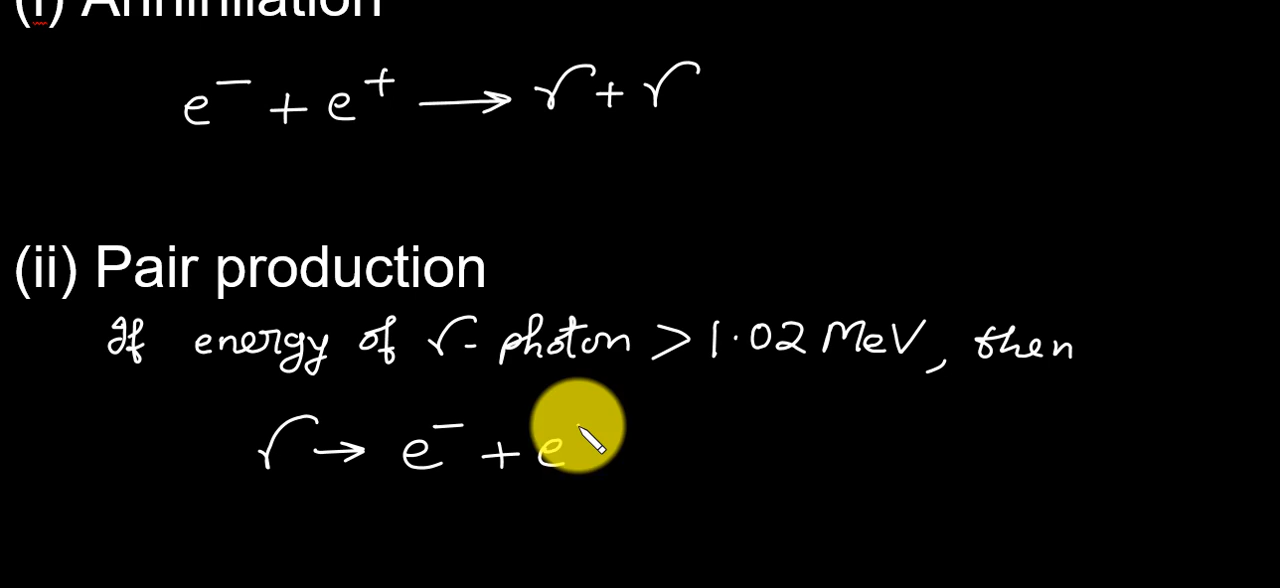 (i) Annihilation
e⁻ + e⁺ → γ + γ
(ii) Pair production
If energy of γ - photon > 1.02 MeV, then
γ → e⁻ + e